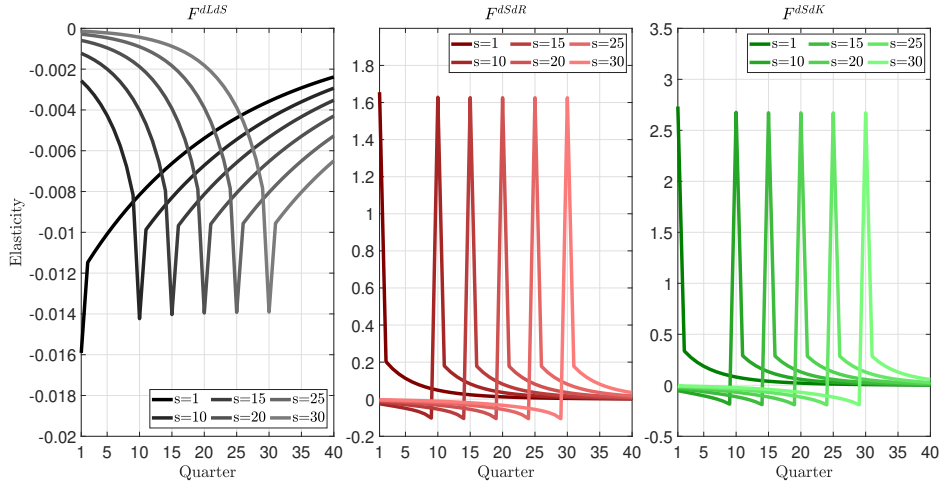 F^{dLdS}
F^{dSdR}
F^{dSdK}
Elasticity
0
-0.002
-0.004
-0.006
-0.008
-0.01
-0.012
-0.014
-0.016
-0.018
-0.02
s=1 s=15 s=25
s=10 s=20 s=30
1 5 10 15 20 25 30 35 40
Quarter
s=1 s=15 s=25
s=10 s=20 s=30
1.8
1.6
1.4
1.2
1
0.8
0.6
0.4
0.2
0
-0.2
1 5 10 15 20 25 30 35 40
Quarter
s=1 s=15 s=25
s=10 s=20 s=30
3.5
3
2.5
2
1.5
1
0.5
0
-0.5
1 5 10 15 20 25 30 35 40
Quarter